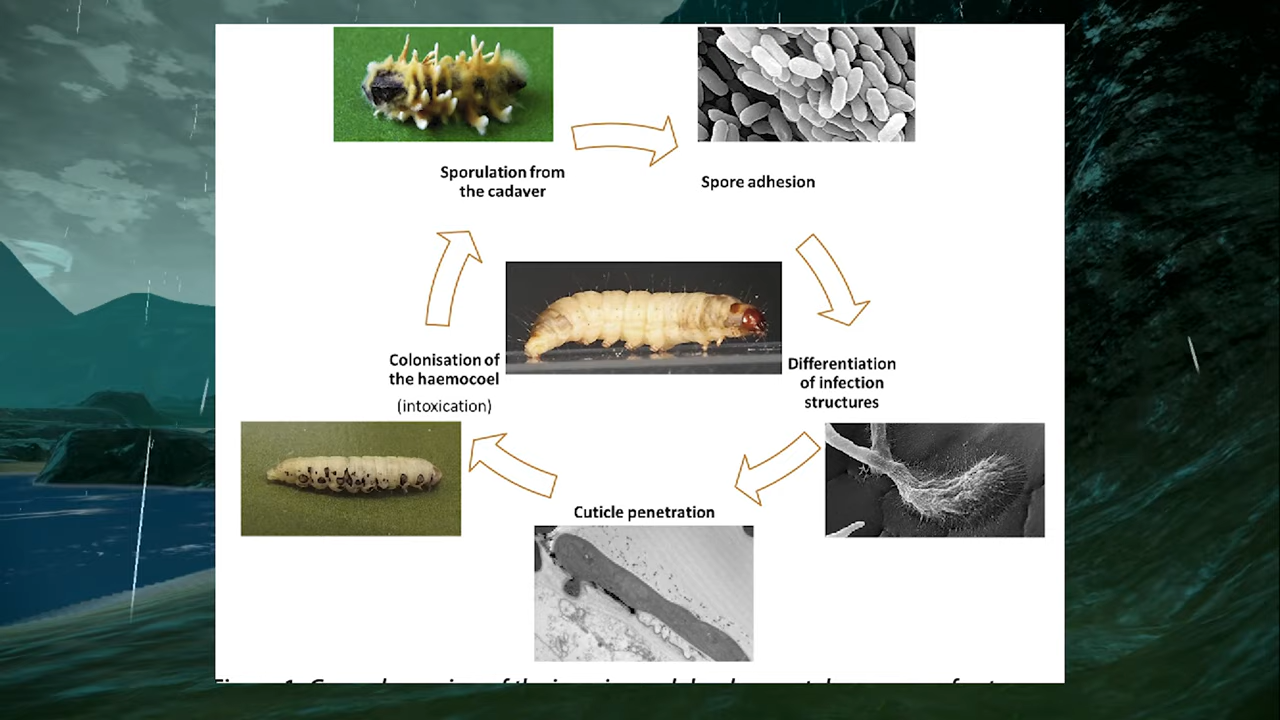 Sporulation from
the cadaver
Spore adhesion
Colonisation of
the haemocoel
(intoxication)
Differentiation
of infection
structures
Cuticle penetration